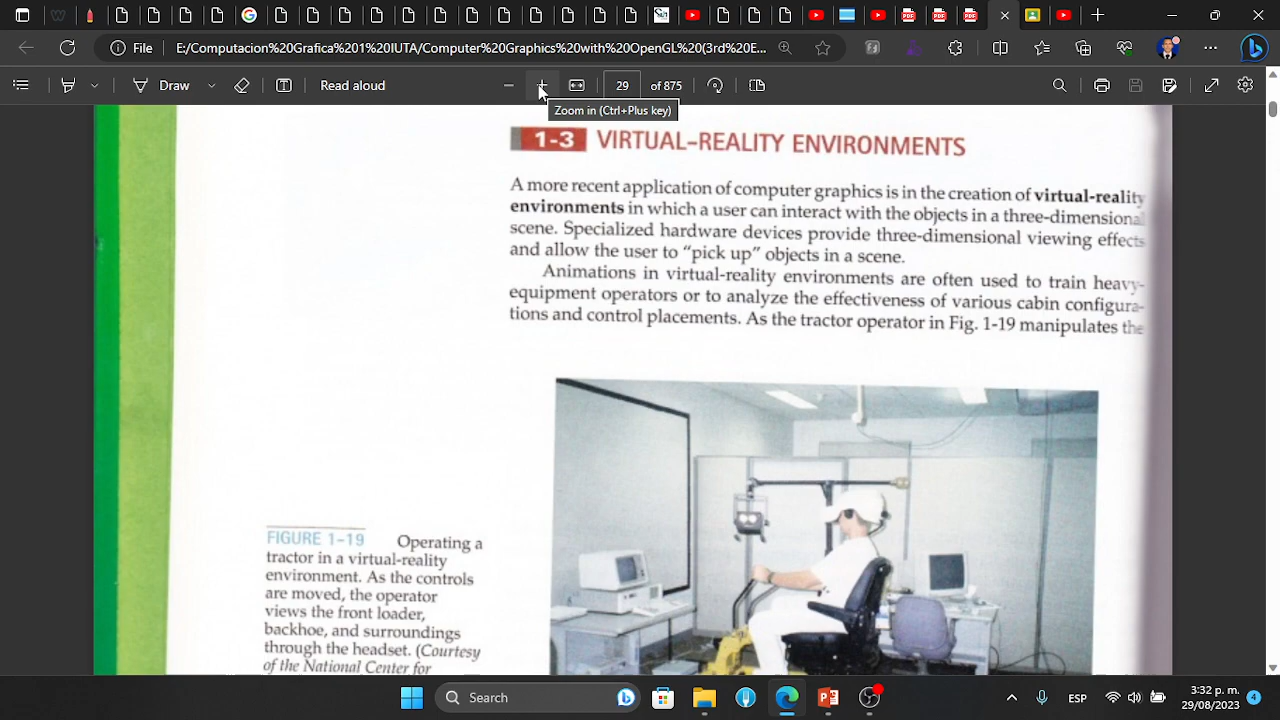 File
E/Computacion%20Grafica%201%20IUTA/Computer%20Graphics%20with%20OpenGL%20(3rd%20E...
Draw
Read aloud
29
of 875
Zoom in (Ctrl+Plus key)
1-3 VIRTUAL-REALITY ENVIRONMENTS
A more recent application of computer graphics is in the creation of virtual-reality
environments in which a user can interact with the objects in a three-dimensional
scene. Specialized hardware devices provide three-dimensional viewing effects
and allow the user to “pick up” objects in a scene.
Animations in virtual-reality environments are often used to train heavy-
equipment operators or to analyze the effectiveness of various cabin configura-
tions and control placements. As the tractor operator in Fig. 1-19 manipulates the
FIGURE 1-19 Operating a
tractor in a virtual-reality
environment. As the controls
are moved, the operator
views the front loader,
backhoe, and surroundings
through the headset. (Courtesy
of the National Center for
Search
ESP
3:32 p. m.
29/08/2023
4